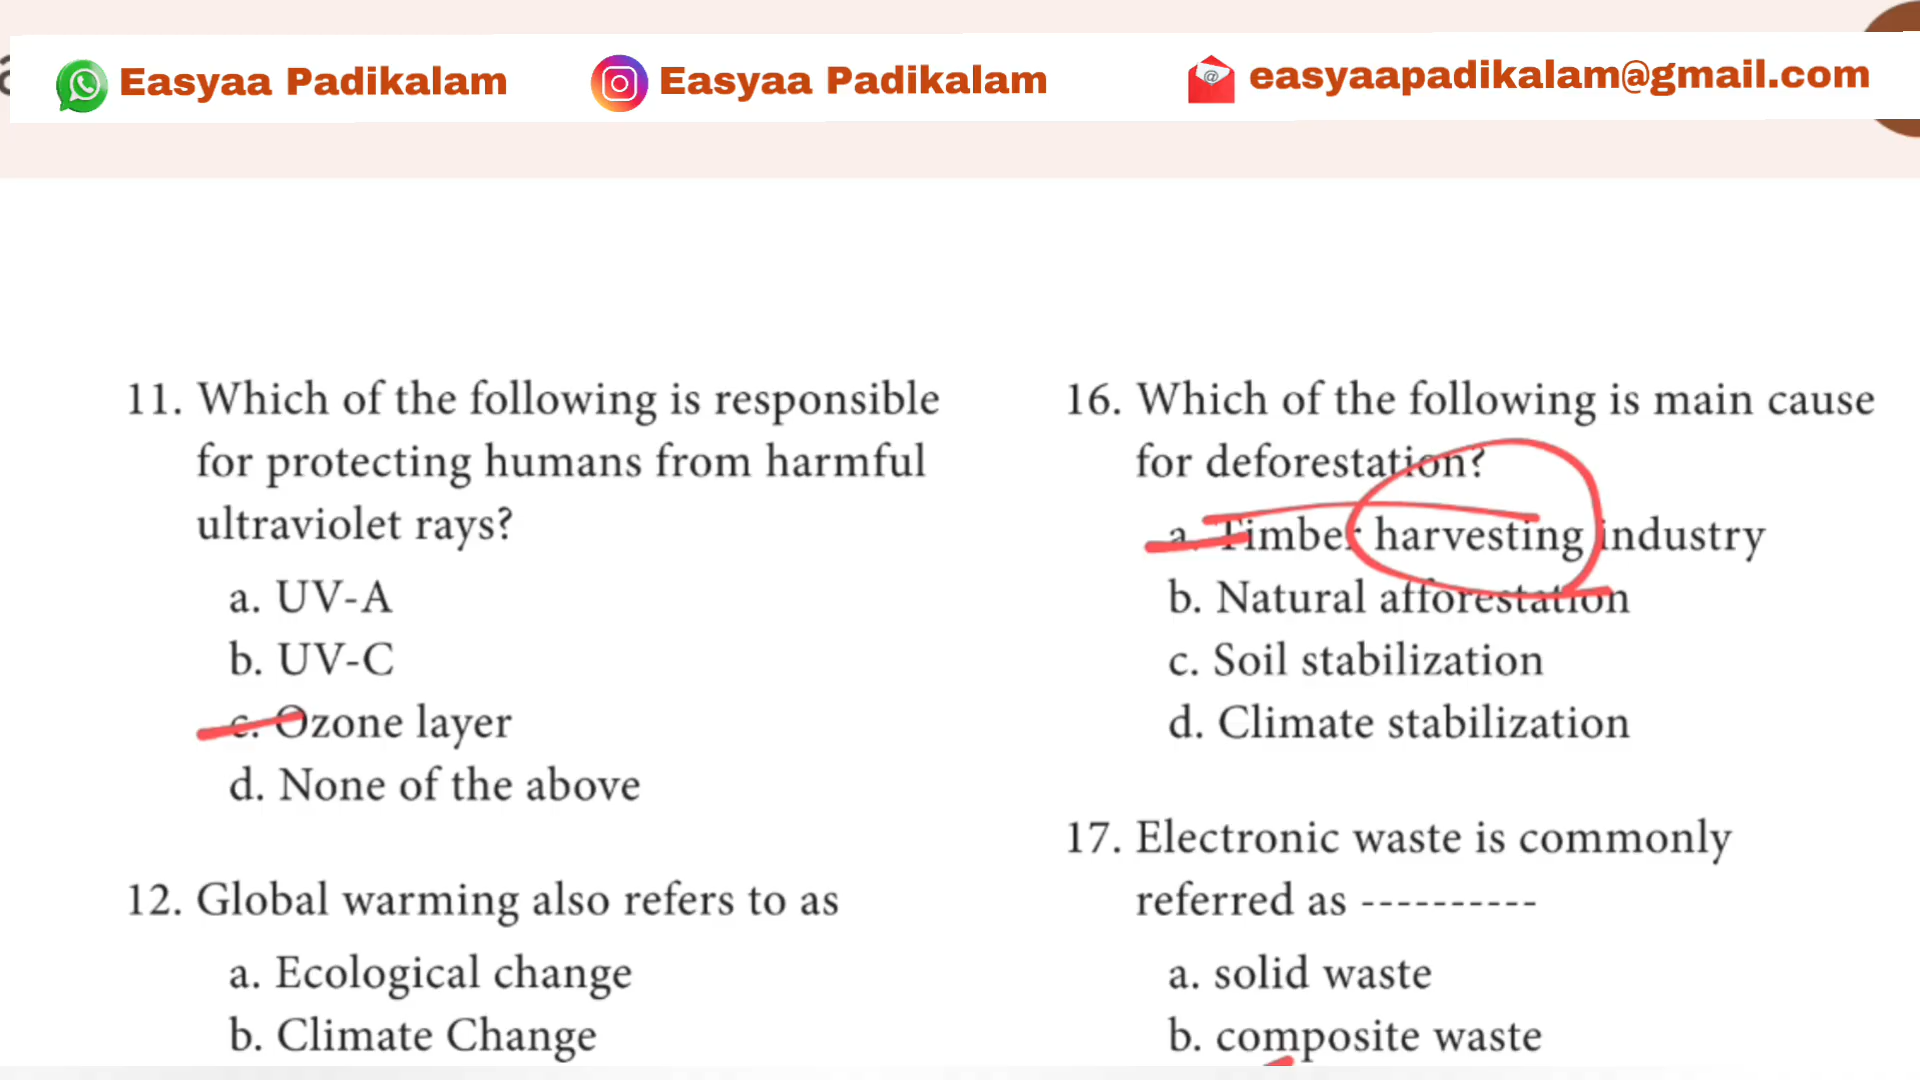 Easyaa Padikalam
Easyaa Padikalam
easyaapadikalam@gmail.com
11. Which of the following is responsible
for protecting humans from harmful
ultraviolet rays?
a. UV-A
b. UV-C
c. Ozone layer
d. None of the above
12. Global warming also refers to as
a. Ecological change
b. Climate Change
16. Which of the following is main cause
for deforestation?
a. Timber harvesting industry
b. Natural afforestation
c. Soil stabilization
d. Climate stabilization
17. Electronic waste is commonly
referred as ----------
a. solid waste
b. composite waste